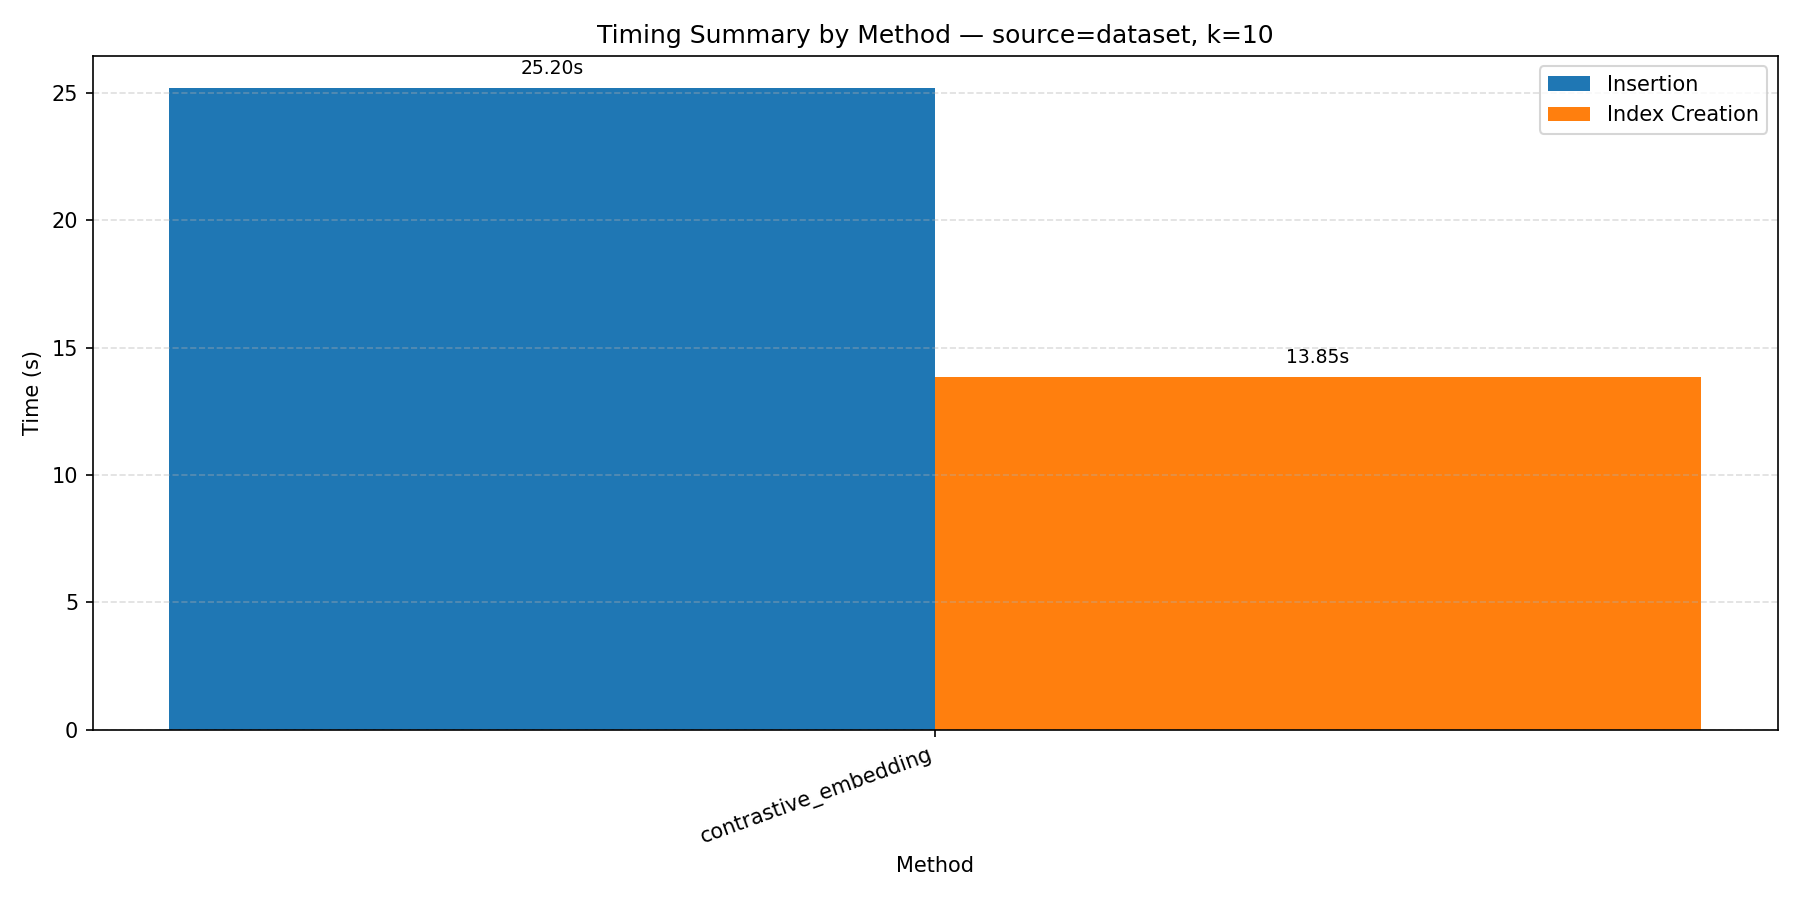 Timing Summary by Method — source=dataset, k=10
25.20s
Insertion
Index Creation
13.85s
25
20
15
10
5
0
Time (s)
contrastive_embedding
Method